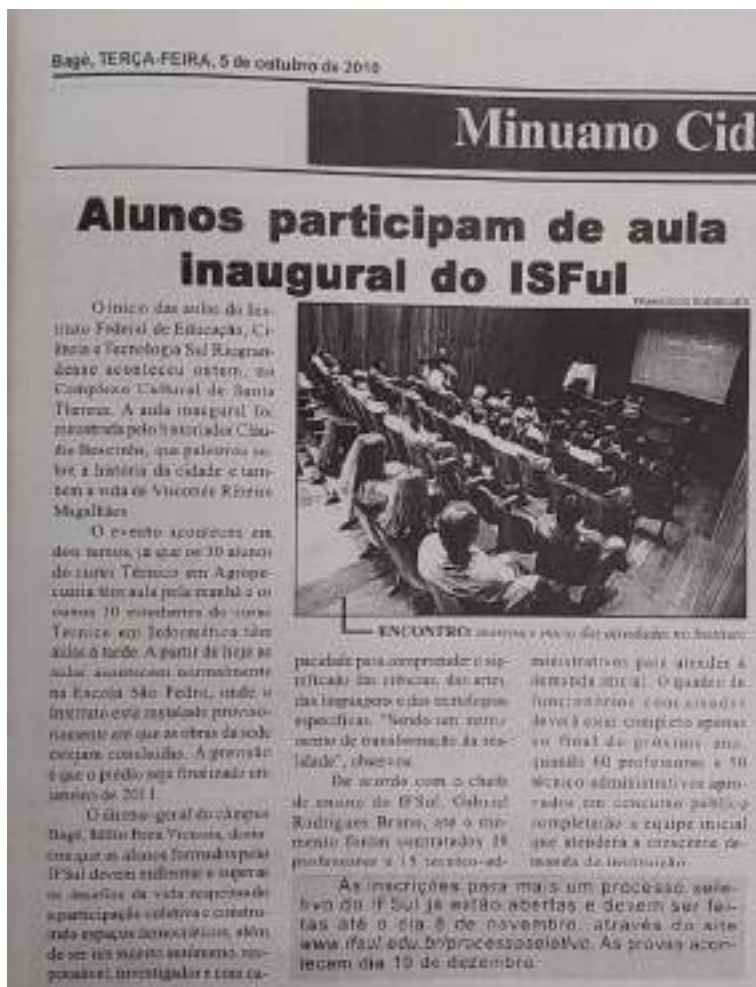 Bagé, TERÇA-FEIRA, 5 de outubro de 2010
Minuano Cid
Alunos participam de aula
inaugural do ISFul
FRANCISCO RODRIGUES
O início das aulas do Ins-
tituto Federal de Educação, Ci-
ência e Tecnologia Sul Riogran-
dense aconteceu ontem, no
Complexo Cultural de Santa
Thereza. A aula inaugural foi
ministrada pelo historiador Cláu-
dio que palestrou so-
bre a história da cidade e tam-
bém a vida de Visconde Ribeiro
Magalhães
O evento aconteceu em
dois turnos, já que os 30 alunos
do curso Técnico em Agrope-
cuária têm aula pela manhã e os
outros 30 estudantes do curso
Técnico em Informática têm
aulas à tarde. A partir de hoje as
aulas acontecem normalmente
na Escola São Pedro, onde o
Instituto está instalado proviso-
riamente até que as obras da sede
estejam concluídas. A previsão
é que o prédio seja finalizado em
janeiro de 2011.
O diretor-geral do câmpus
Bagé, Victoria,
que os alunos formados pelo
IFSul devem enfrentar e superar
os desafios da vida respeitando
a participação coletiva e constru-
indo espaços democráticos, além
de ser um sujeito autônomo, res-
ponsável, investigador e com ca-
ENCONTRO: marcou o início das atividades no Instituto
pacidade para compreender o sig-
nificado das ciências, das artes,
das linguagens e das tecnologias
específicas. "Sendo um instru-
mento de transformação da rea-
lidade", observou.
De acordo com o chefe
de ensino do IFSul, Gabriel
Rodrigues Bruno, até o mo-
mento foram contratados 18
professores e 15 técnico-ad-
ministrativos para atender à
demanda inicial. O quadro de
funcionários concursados
deverá estar completo apenas
ao final do próximo ano,
quando 60 professores e 50
técnico administrativos apro-
vados em concurso público
completarão a equipe inicial
que atenderá a crescente de-
manda da instituição.
As inscrições para mais um processo sele-
tivo do IFSul já estão abertas e devem ser fei-
tas até o dia 8 de novembro, através do site
www.ifsul.edu.br/processoseletivo. As provas acon-
tecem dia 19 de dezembro.